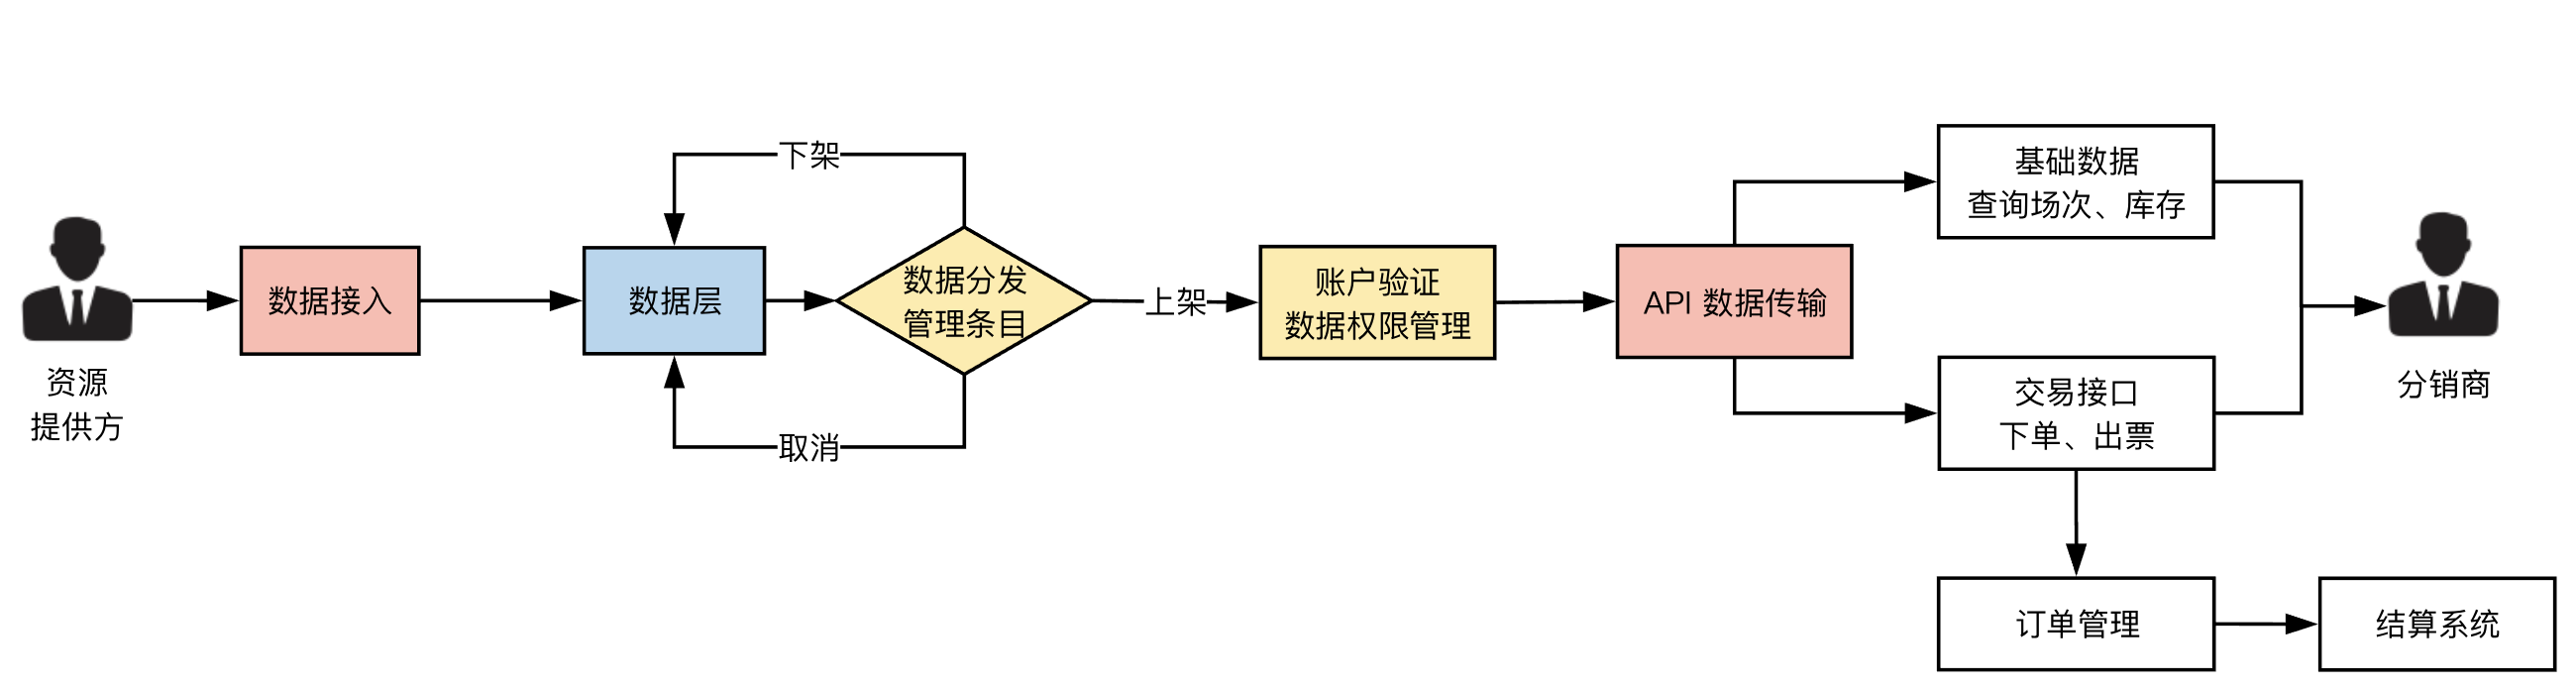 资源
提供方
数据接入
数据层
下架
取消
数据分发
管理条目
上架
账户验证
数据权限管理
API 数据传输
基础数据
查询场次、库存
交易接口
下单、出票
分销商
订单管理
结算系统